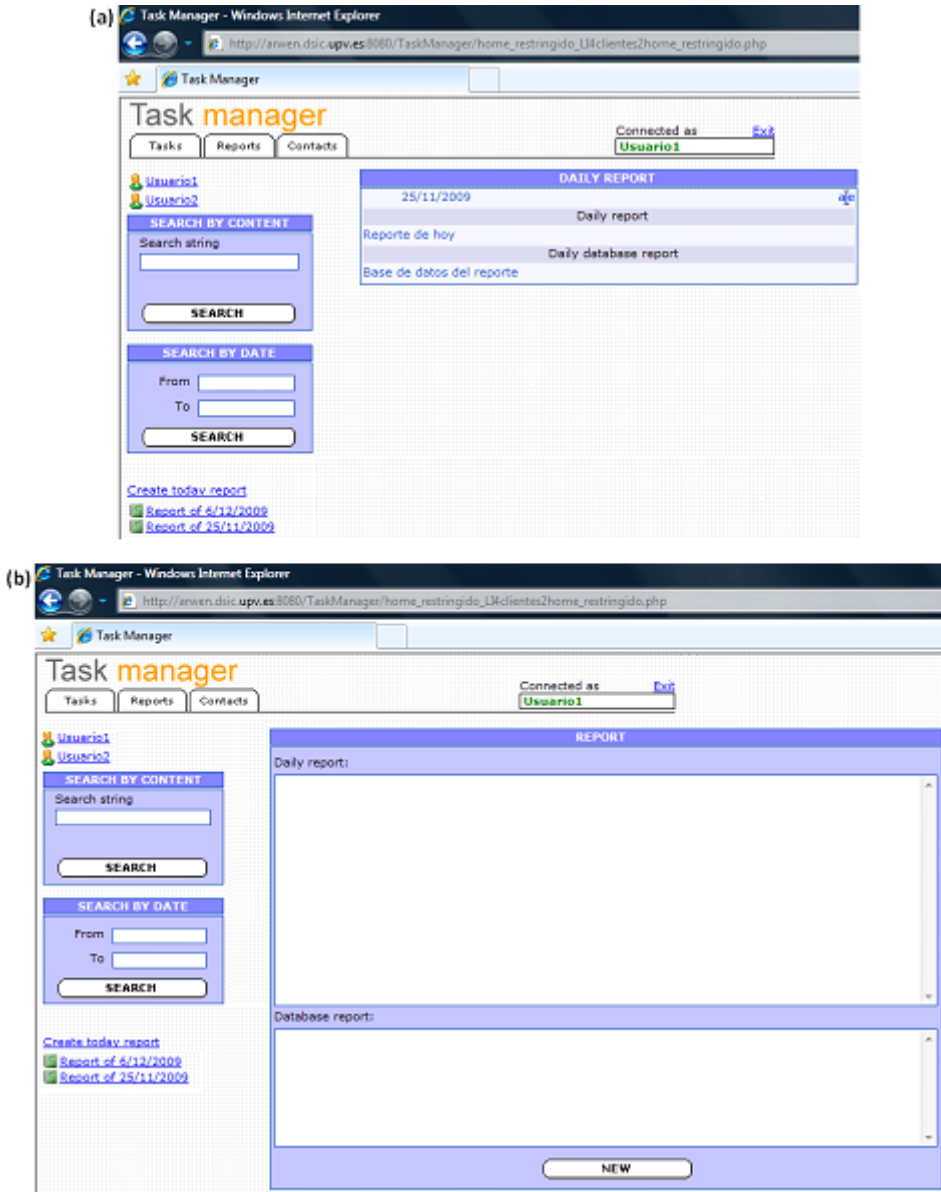 (a)
Task Manager - Windows Internet Explorer
http://anwen.dsic.upv.es:8080/TaskManager/home_restringido_LI4clientes2home_restringido.php
Task Manager
Task manager
Connected as Exit
Tasks Reports Contacts Usuario1
Usuario1
Usuario2
SEARCH BY CONTENT
Search string
SEARCH
SEARCH BY DATE
From
To
SEARCH
Create today report
Report of 6/12/2009
Report of 25/11/2009
DAILY REPORT
25/11/2009
Daily report
Reporte de hoy
Daily database report
Base de datos del reporte
(b)
Task Manager - Windows Internet Explorer
http://anwen.dsic.upv.es:8080/TaskManager/home_restringido_LI4clientes2home_restringido.php
Task Manager
Task manager
Connected as Exit
Tasks Reports Contacts Usuario1
Usuario1
Usuario2
SEARCH BY CONTENT
Search string
SEARCH
SEARCH BY DATE
From
To
SEARCH
Create today report
Report of 6/12/2009
Report of 25/11/2009
REPORT
Daily report:
Database report:
NEW